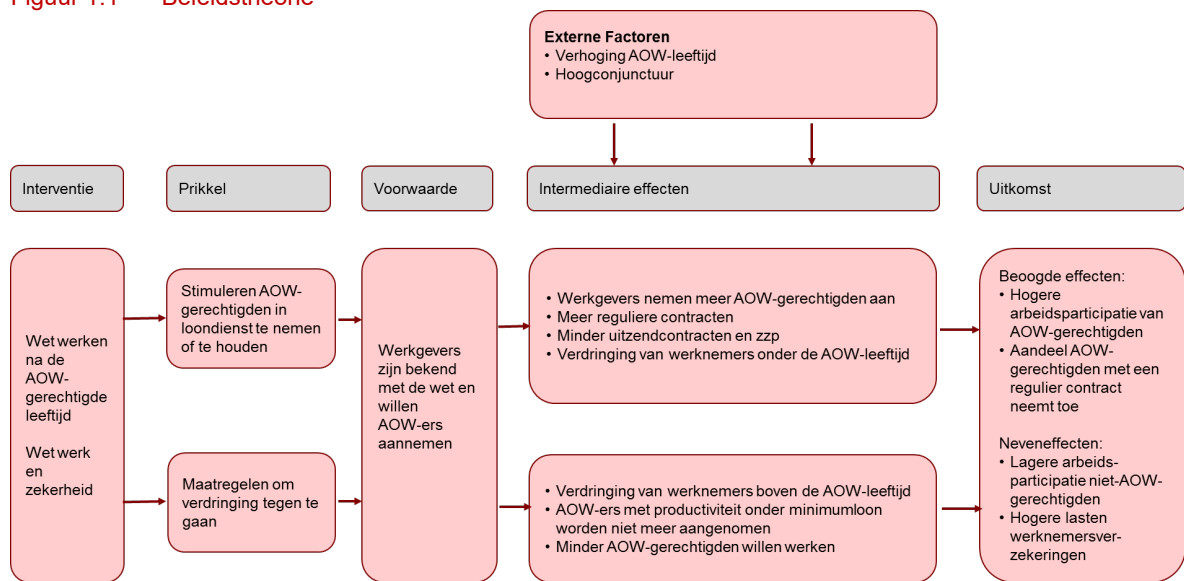 Figuur 1.1 Beleidstheorie
Externe Factoren
• Verhoging AOW-leeftijd
• Hoogconjunctuur
Interventie
Prikkel
Voorwaarde
Intermediaire effecten
Uitkomst
Wet werken
na de
AOW-
gerechtigde
leeftijd
Wet werk
en
zekerheid
Stimuleren AOW-
gerechtigden in
loondienst te nemen
of te houden
Maatregelen om
verdringing tegen te
gaan
Werkgevers
zijn bekend
met de wet en
willen
AOW-ers
aannemen
• Werkgevers nemen meer AOW-gerechtigden aan
• Meer reguliere contracten
• Minder uitzendcontracten en zzp
• Verdringing van werknemers onder de AOW-leeftijd
• Verdringing van werknemers boven de AOW-leeftijd
• AOW-ers met productiviteit onder minimumloon
worden niet meer aangenomen
• Minder AOW-gerechtigden willen werken
Beoogde effecten:
• Hogere
arbeidsparticipatie van
AOW-gerechtigden
• Aandeel AOW-
gerechtigden met een
regulier contract
neemt toe
Neveneffecten:
• Lagere arbeids-
participatie niet-AOW-
gerechtigden
• Hogere lasten
werknemersver-
zekeringen